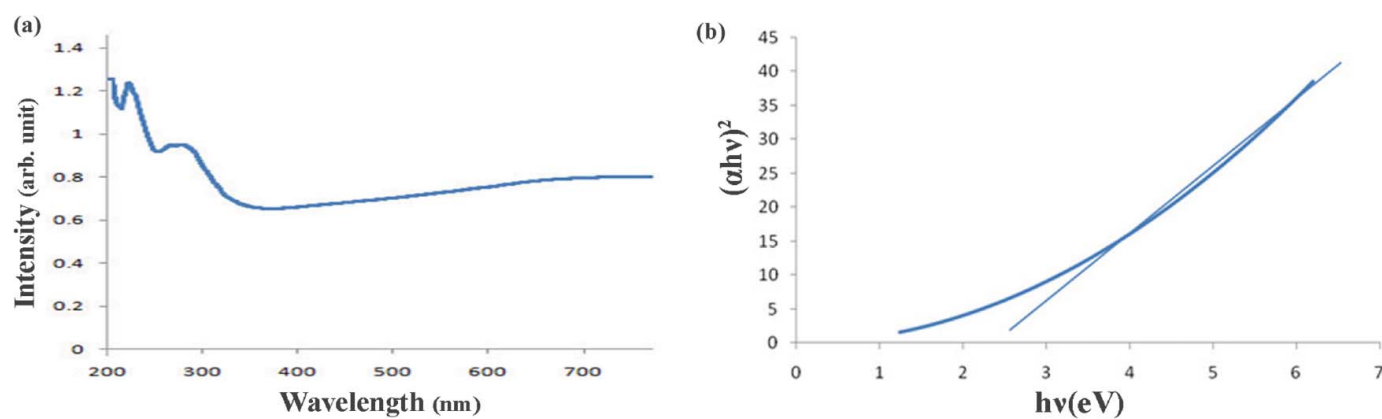 (a)
1.4
1.2
1
0.8
0.6
0.4
0.2
0
Intensity (arb. unit)
200 300 400 500 600 700
Wavelength (nm)
(b)
45
40
35
30
25
20
15
10
5
0
(αhν)²
0 1 2 3 4 5 6 7
hν(eV)